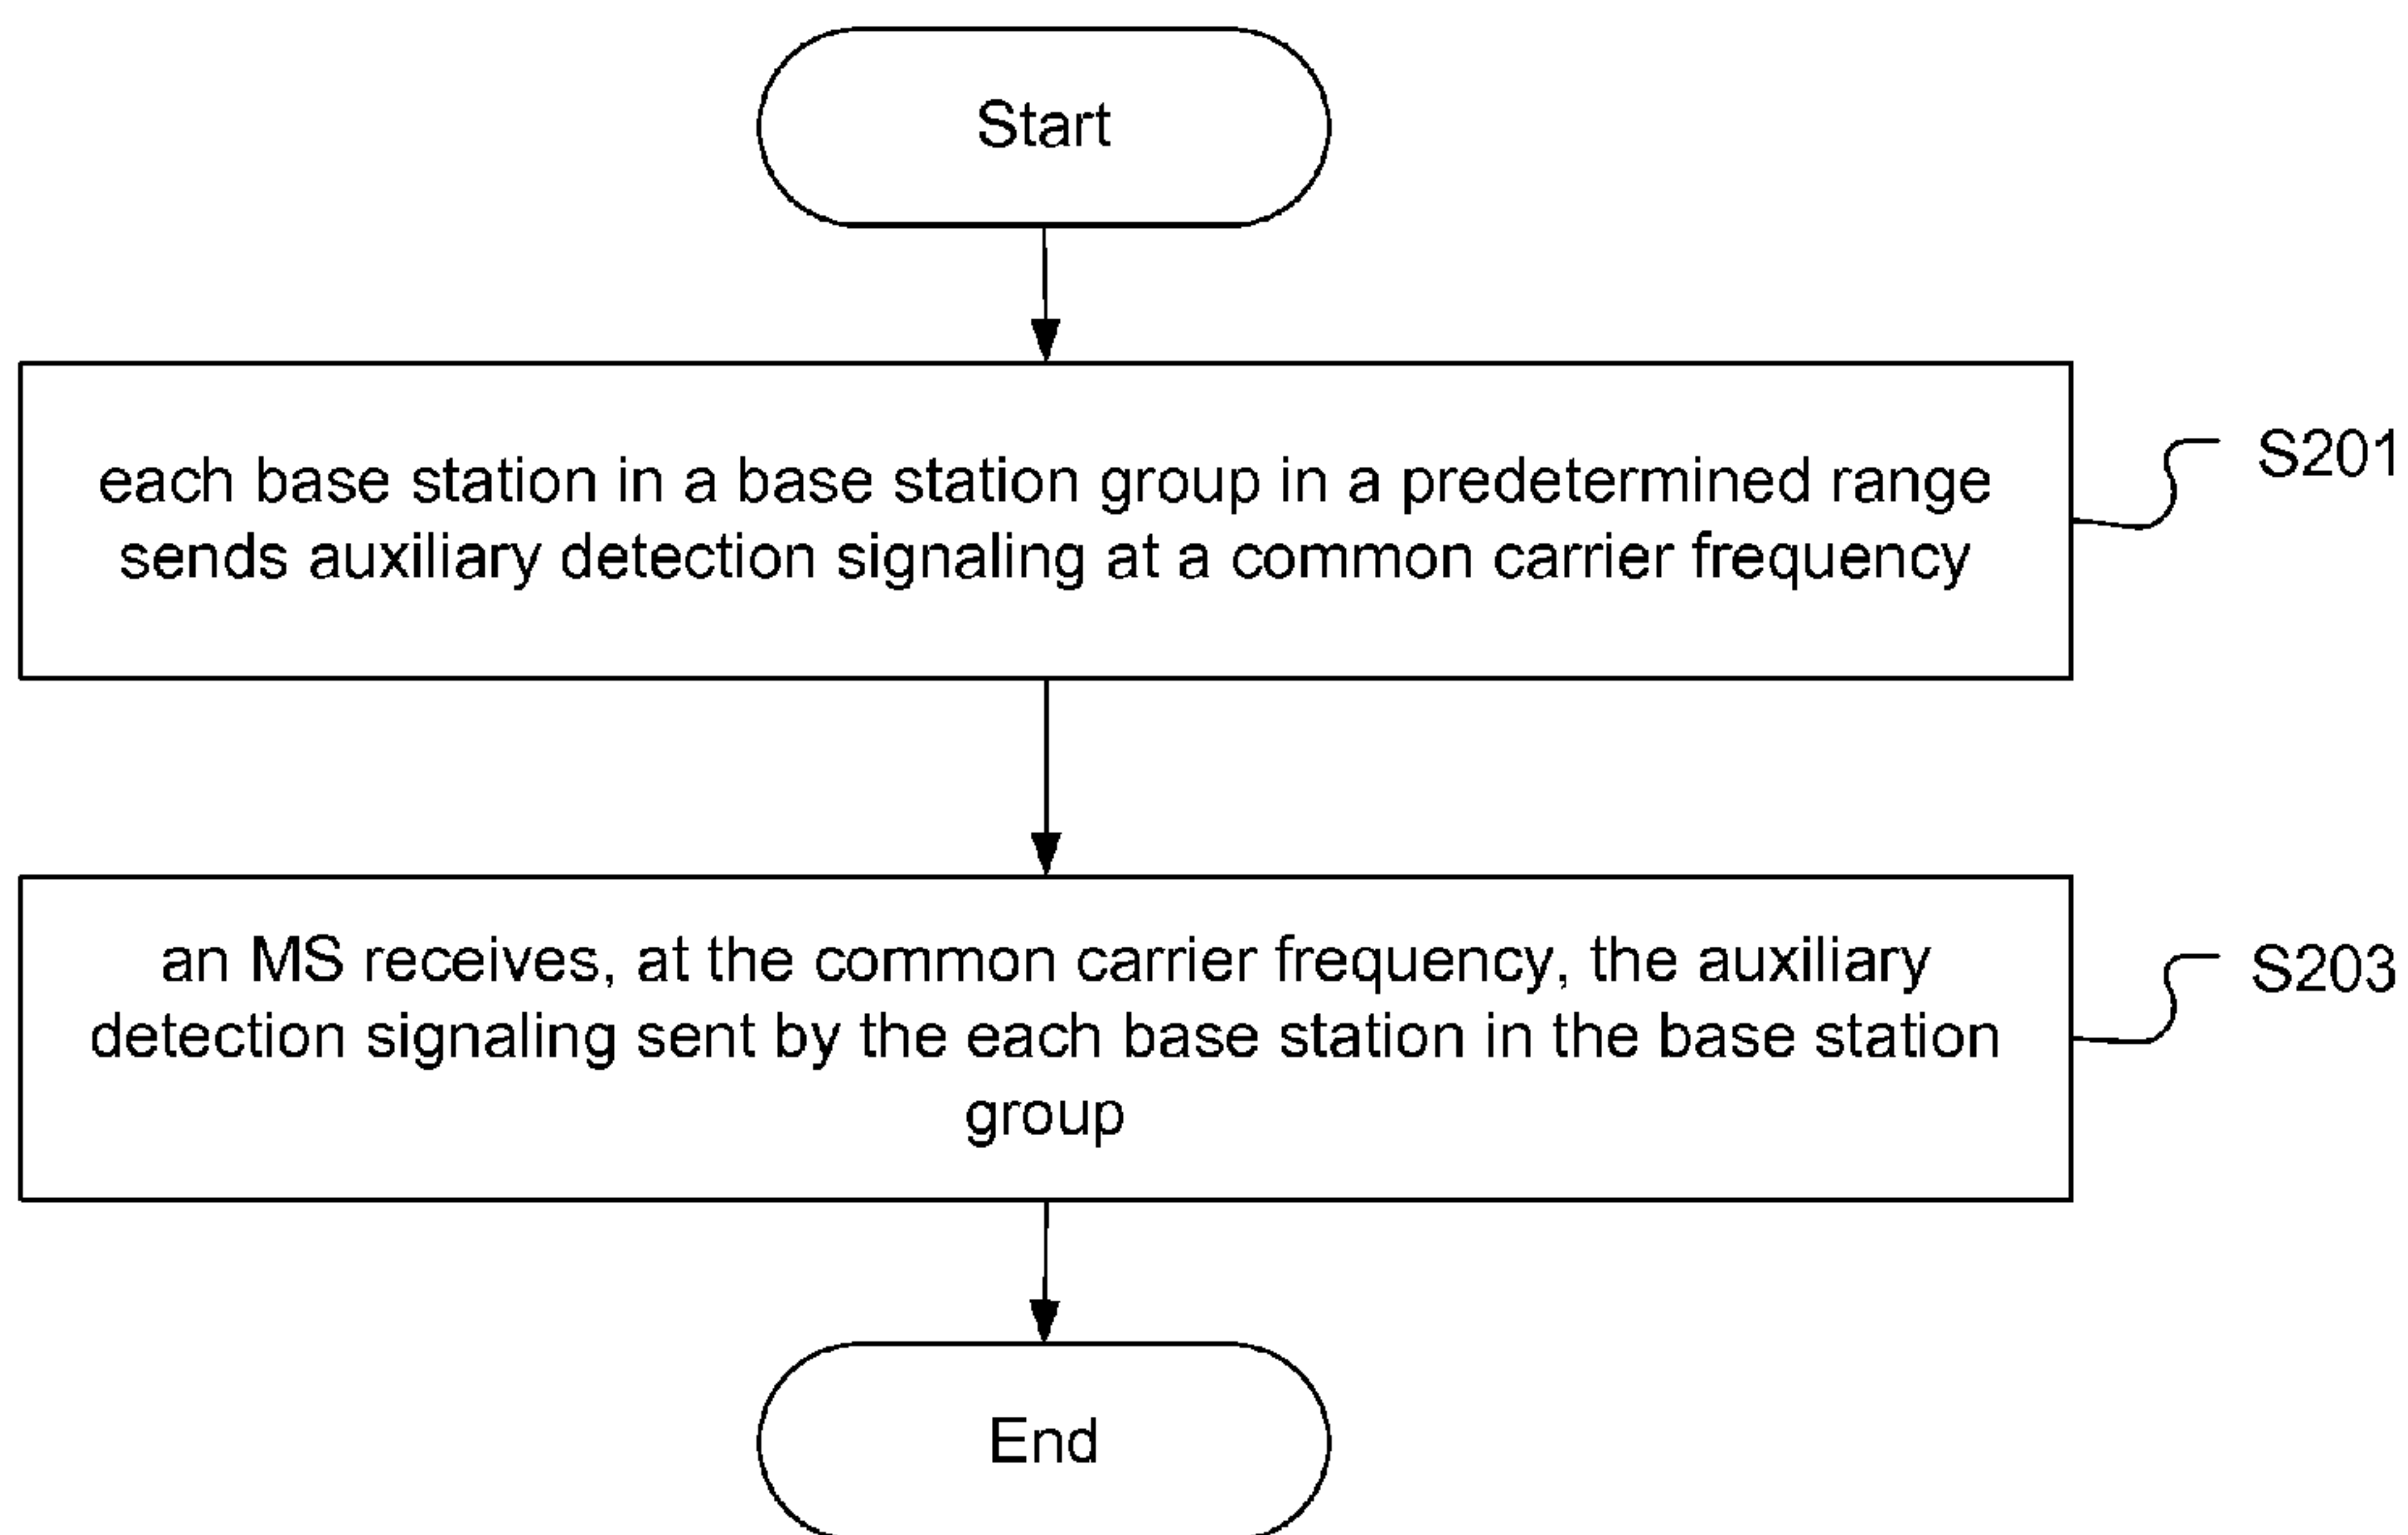 Start
each base station in a base station group in a predetermined range
sends auxiliary detection signaling at a common carrier frequency
S201
an MS receives, at the common carrier frequency, the auxiliary
detection signaling sent by the each base station in the base station
group
S203
End